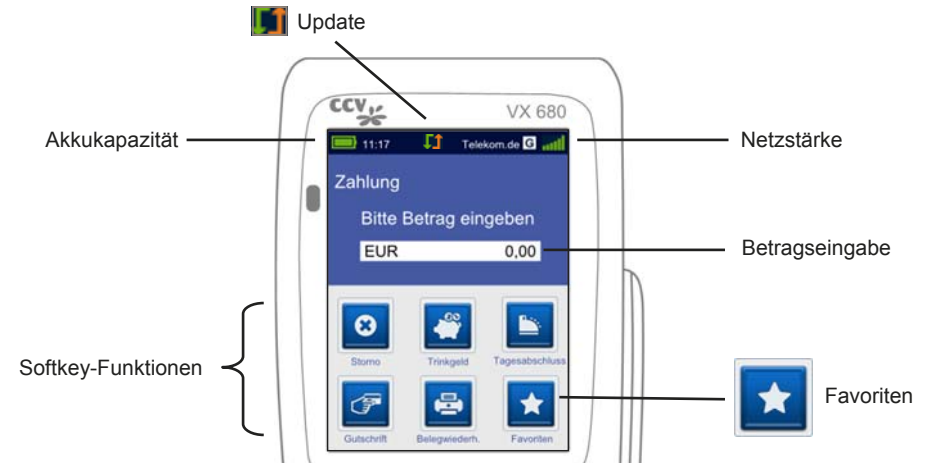 Update
CCV
VX 680
Akkukapazität
11:17
Telekom.de G
Netzstärke
Zahlung
Bitte Betrag eingeben
EUR 0,00
Betragseingabe
Softkey-Funktionen
Storno
Trinkgeld
Tagesabschluss
Gutschrift
Belegwiederh.
Favoriten
Favoriten